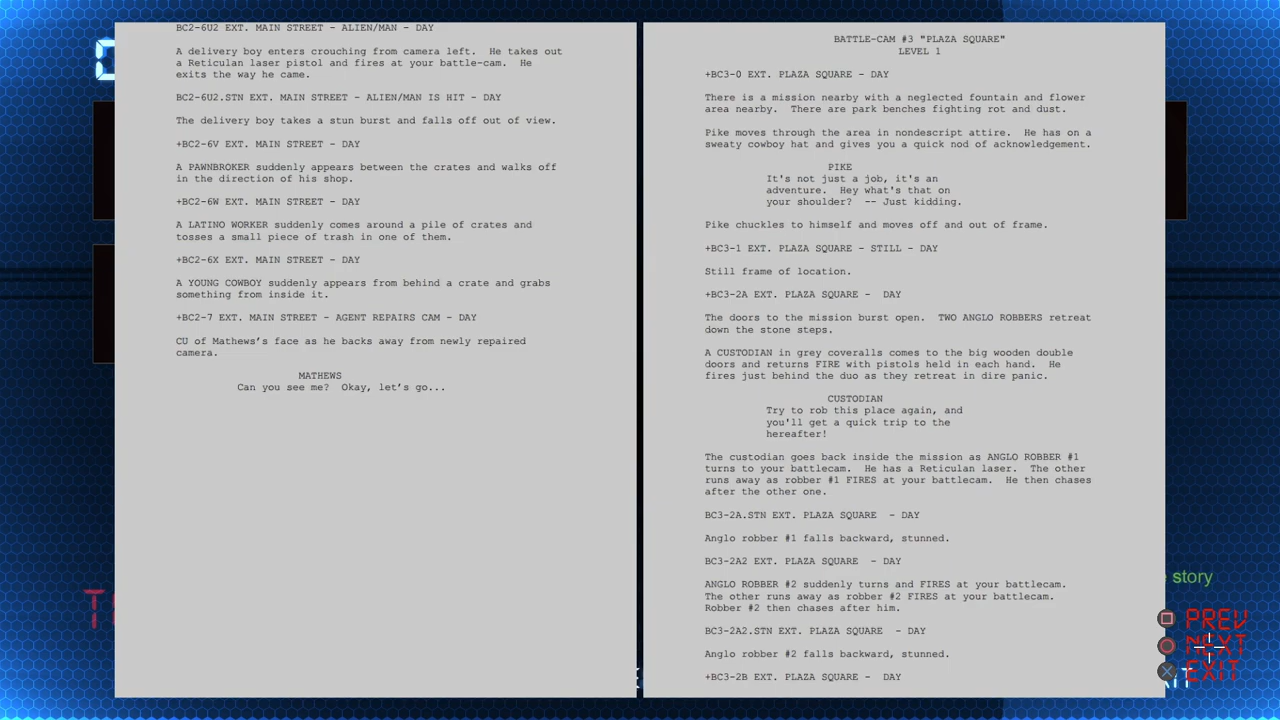 BC2-6U2 EXT. MAIN STREET - ALIEN/MAN - DAY
A delivery boy enters crouching from camera left.  He takes out
a Reticulan laser pistol and fires at your battle-cam.  He
exits the way he came.
BC2-6U2.STN EXT. MAIN STREET - ALIEN/MAN IS HIT - DAY
The delivery boy takes a stun burst and falls off out of view.
+BC2-6V EXT. MAIN STREET - DAY
A PAWNBROKER suddenly appears between the crates and walks off
in the direction of his shop.
+BC2-6W EXT. MAIN STREET - DAY
A LATINO WORKER suddenly comes around a pile of crates and
tosses a small piece of trash in one of them.
+BC2-6X EXT. MAIN STREET - DAY
A YOUNG COWBOY suddenly appears from behind a crate and grabs
something from inside it.
+BC2-7 EXT. MAIN STREET - AGENT REPAIRS CAM - DAY
CU of Mathews's face as he backs away from newly repaired
camera.
MATHEWS
Can you see me?  Okay, let's go...
BATTLE-CAM #3 "PLAZA SQUARE"
LEVEL 1
+BC3-0 EXT. PLAZA SQUARE - DAY
There is a mission nearby with a neglected fountain and flower
area nearby.  There are park benches fighting rot and dust.
Pike moves through the area in nondescript attire.  He has on a
sweaty cowboy hat and gives you a quick nod of acknowledgement.
PIKE
It's not just a job, it's an
adventure.  Hey what's that on
your shoulder?  -- Just kidding.
Pike chuckles to himself and moves off and out of frame.
+BC3-1 EXT. PLAZA SQUARE - STILL - DAY
Still frame of location.
+BC3-2A EXT. PLAZA SQUARE -  DAY
The doors to the mission burst open.  TWO ANGLO ROBBERS retreat
down the stone steps.
A CUSTODIAN in grey coveralls comes to the big wooden double
doors and returns FIRE with pistols held in each hand.  He
fires just behind the duo as they retreat in dire panic.
CUSTODIAN
Try to rob this place again, and
you'll get a quick trip to the
hereafter!
The custodian goes back inside the mission as ANGLO ROBBER #1
turns to your battlecam.  He has a Reticulan laser.  The other
runs away as robber #1 FIRES at your battlecam.  He then chases
after the other one.
BC3-2A.STN EXT. PLAZA SQUARE  - DAY
Anglo robber #1 falls backward, stunned.
BC3-2A2 EXT. PLAZA SQUARE  - DAY
ANGLO ROBBER #2 suddenly turns and FIRES at your battlecam.
The other runs away as robber #2 FIRES at your battlecam.
Robber #2 then chases after him.
BC3-2A2.STN EXT. PLAZA SQUARE  - DAY
Anglo robber #2 falls backward, stunned.
+BC3-2B EXT. PLAZA SQUARE -  DAY
story
PREV
NEXT
EXIT